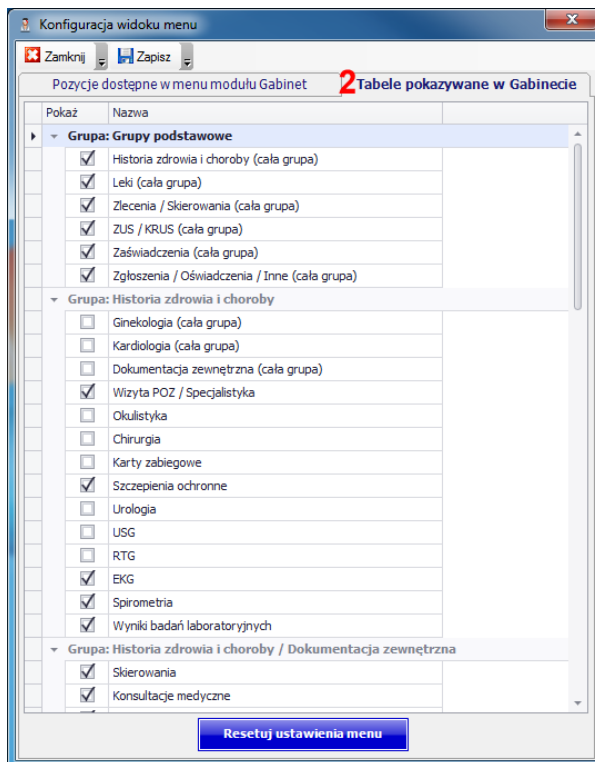 Konfiguracja widoku menu
Zamknij Zapisz
Pozycje dostępne w menu modułu Gabinet 2 Tabele pokazywane w Gabinecie
Pokaż Nazwa
Grupa: Grupy podstawowe
Historia zdrowia i choroby (cała grupa)
Leki (cała grupa)
Zlecenia / Skierowania (cała grupa)
ZUS / KRUS (cała grupa)
Zaświadczenia (cała grupa)
Zgłoszenia / Oświadczenia / Inne (cała grupa)
Grupa: Historia zdrowia i choroby
Ginekologia (cała grupa)
Kardiologia (cała grupa)
Dokumentacja zewnętrzna (cała grupa)
Wizyta POZ / Specjalistyka
Okulistyka
Chirurgia
Karty zabiegowe
Szczepienia ochronne
Urologia
USG
RTG
EKG
Spirometria
Wyniki badań laboratoryjnych
Grupa: Historia zdrowia i choroby / Dokumentacja zewnętrzna
Skierowania
Konsultacje medyczne
Resetuj ustawienia menu